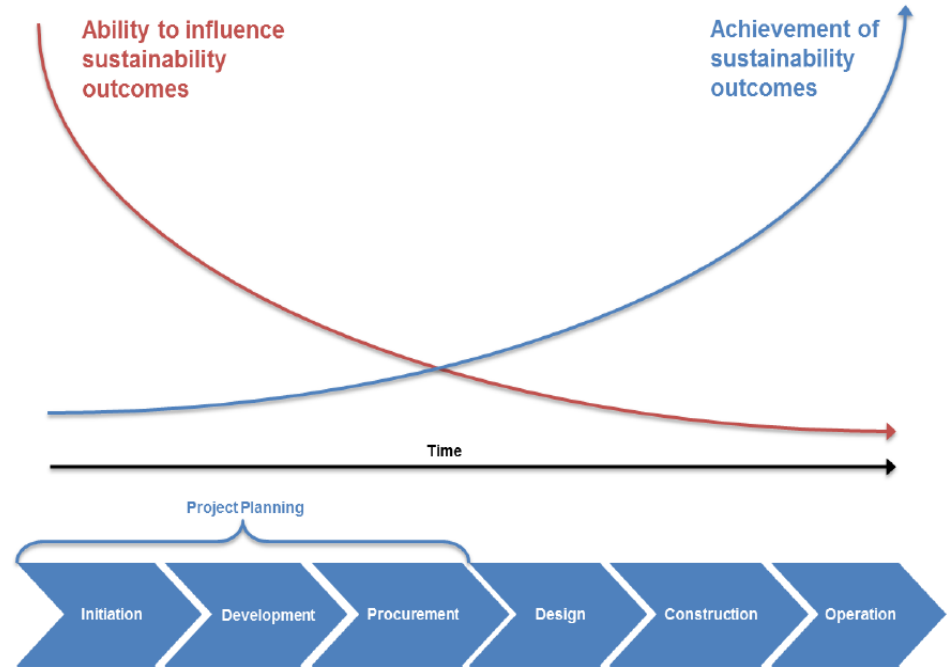 Ability to influence
sustainability
outcomes
Achievement of
sustainability
outcomes
Time
Project Planning
Initiation
Development
Procurement
Design
Construction
Operation